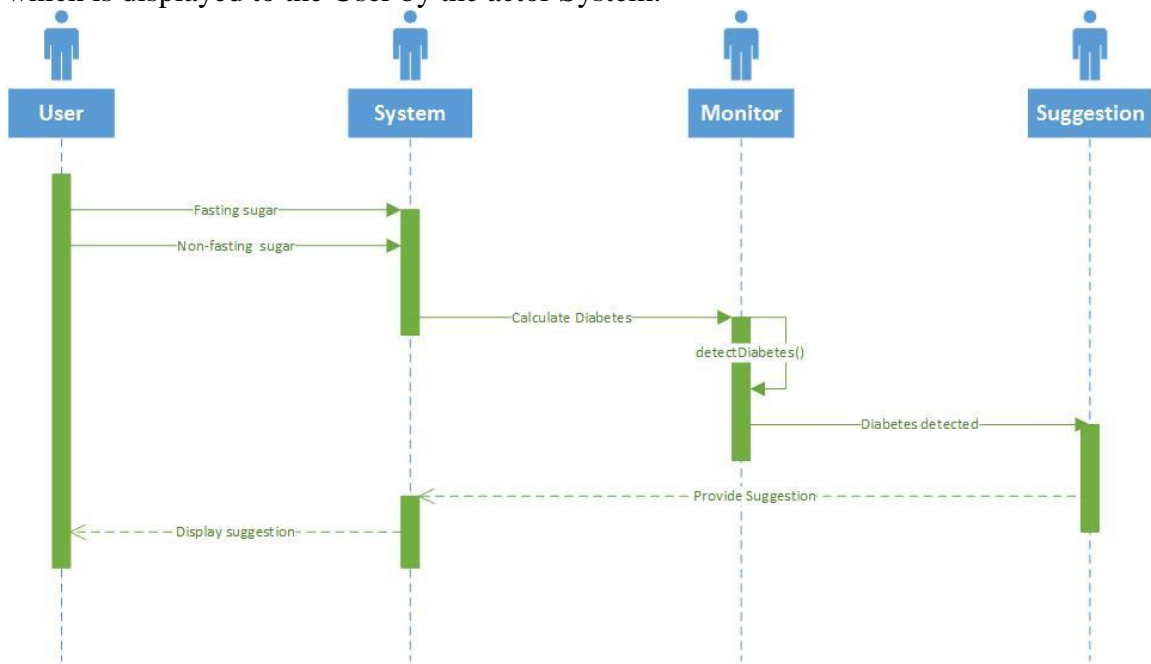 which is displayed to the User by the actor System.
User
System
Monitor
Suggestion
Fasting sugar
Non-fasting sugar
Calculate Diabetes
detectDiabetes()
Diabetes detected
Provide Suggestion
Display suggestion